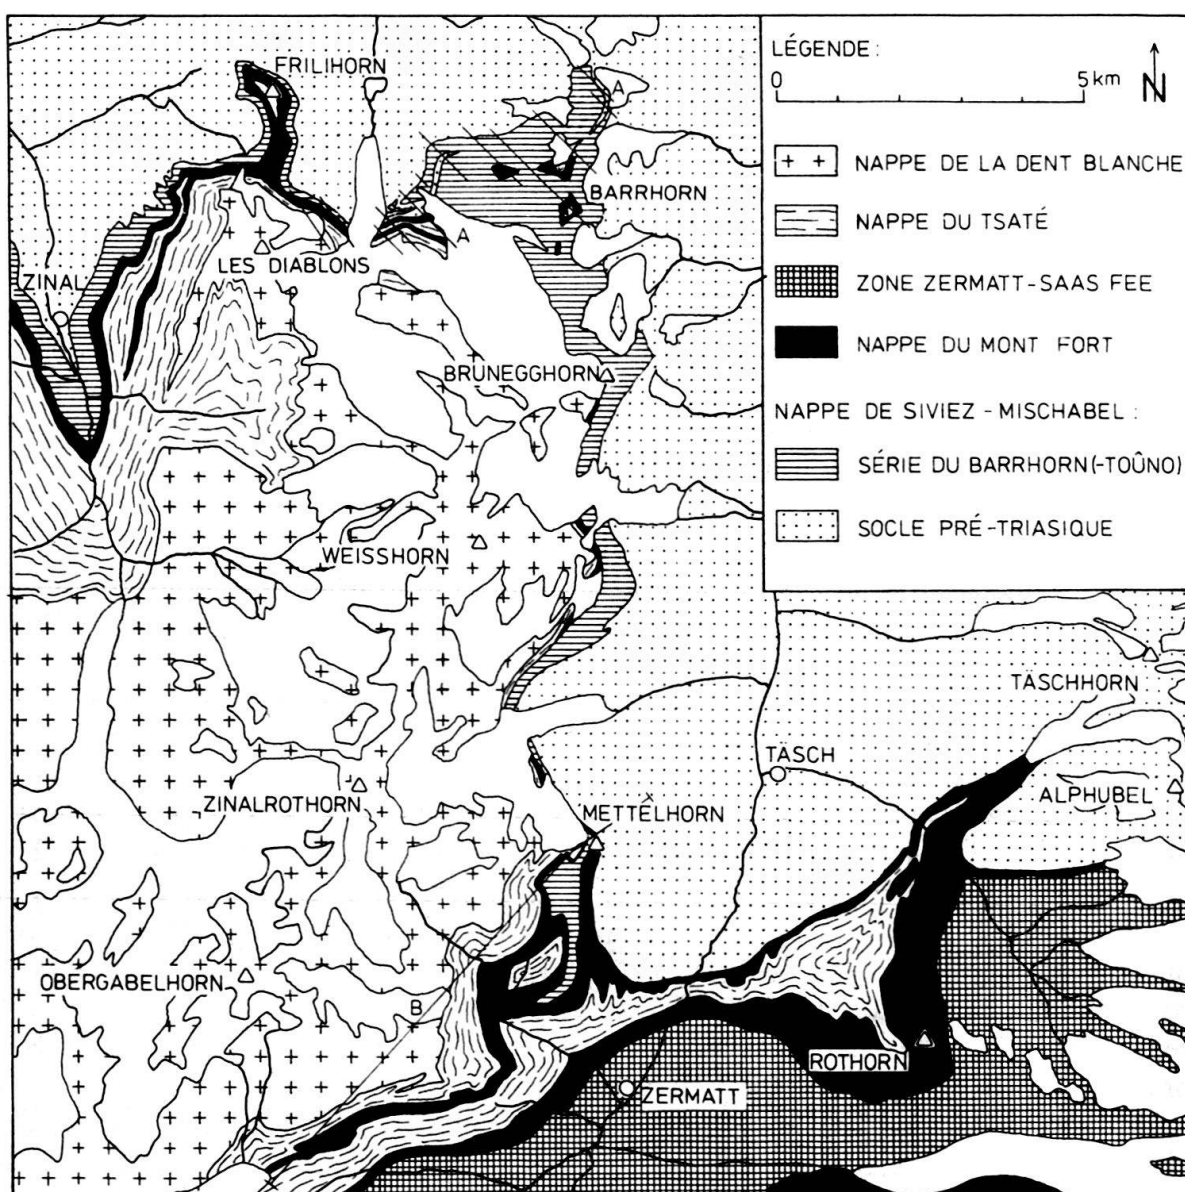 LÉGENDE:
0 5 km
N
+ + NAPPE DE LA DENT BLANCHE
NAPPE DU TSATÉ
ZONE ZERMATT-SAAS FEE
NAPPE DU MONT FORT
NAPPE DE SIVIEZ - MISCHABEL :
SÉRIE DU BARRHORN(-TOÛNO)
SOCLE PRÉ-TRIASIQUE
FRILIHORN
A
BARRHORN
A
LES DIABLONS
ZINAL
BRUNEGGHORN
WEISSHORN
TÄSCHHORN
TÄSCH
ALPHUBEL
ZINALROTHORN
METTELHORN
OBERGABELHORN
B
ROTHORN
ZERMATT